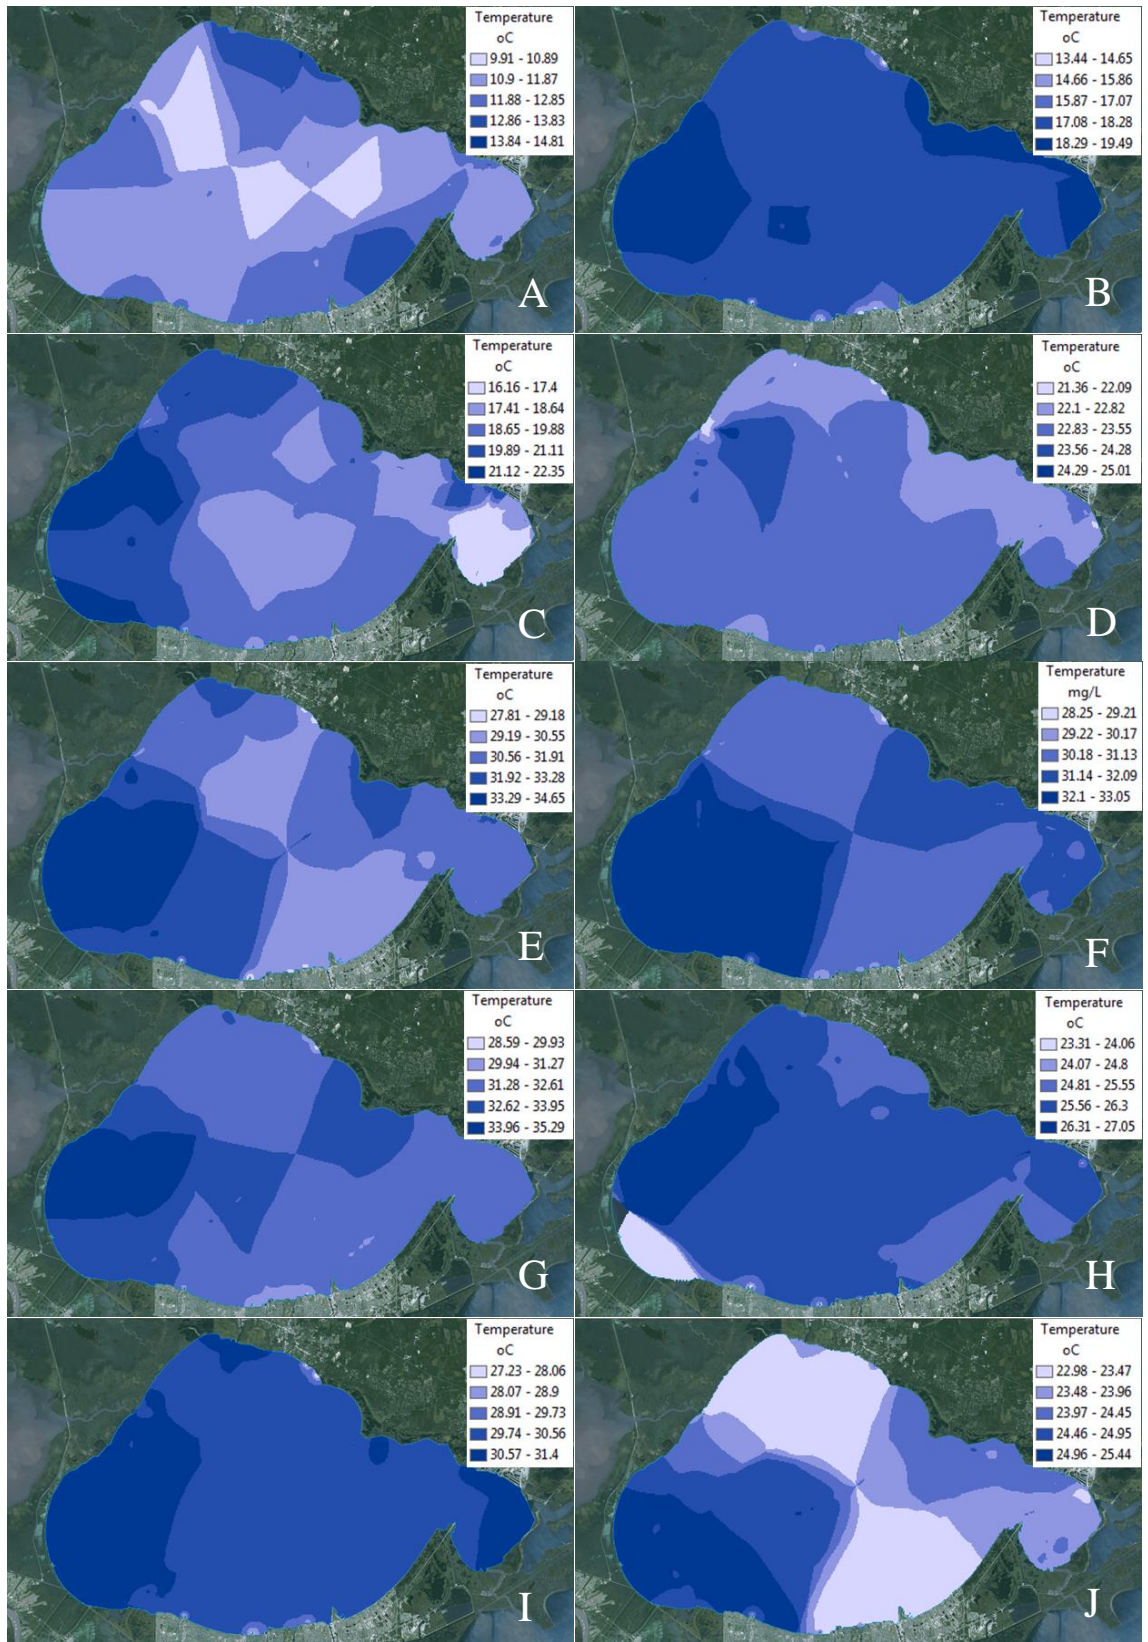 Temperature
oC
9.91 - 10.89
10.9 - 11.87
11.88 - 12.85
12.86 - 13.83
13.84 - 14.81
A
Temperature
oC
13.44 - 14.65
14.66 - 15.86
15.87 - 17.07
17.08 - 18.28
18.29 - 19.49
B
Temperature
oC
16.16 - 17.4
17.41 - 18.64
18.65 - 19.88
19.89 - 21.11
21.12 - 22.35
C
Temperature
oC
21.36 - 22.09
22.1 - 22.82
22.83 - 23.55
23.56 - 24.28
24.29 - 25.01
D
Temperature
oC
27.81 - 29.18
29.19 - 30.55
30.56 - 31.91
31.92 - 33.28
33.29 - 34.65
E
Temperature
mg/L
28.25 - 29.21
29.22 - 30.17
30.18 - 31.13
31.14 - 32.09
32.1 - 33.05
F
Temperature
oC
28.59 - 29.93
29.94 - 31.27
31.28 - 32.61
32.62 - 33.95
33.96 - 35.29
G
Temperature
oC
23.31 - 24.06
24.07 - 24.8
24.81 - 25.55
25.56 - 26.3
26.31 - 27.05
H
Temperature
oC
27.23 - 28.06
28.07 - 28.9
28.91 - 29.73
29.74 - 30.56
30.57 - 31.4
I
Temperature
oC
22.98 - 23.47
23.48 - 23.96
23.97 - 24.45
24.46 - 24.95
24.96 - 25.44
J